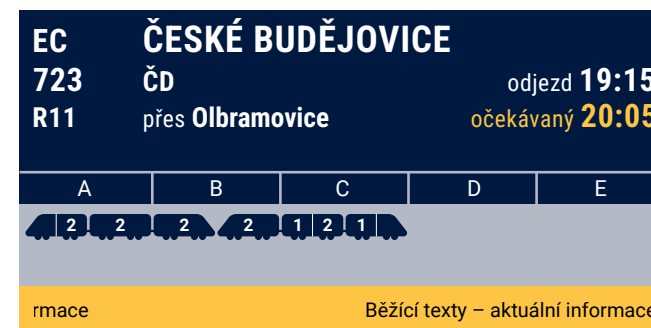 EC ČESKÉ BUDĚJOVICE
723 ČD odjezd 19:15
R11 přes Olbramovice očekávaný 20:05
A B C D E
2 2 2 2 1 2 1
rmace Běžící texty – aktuální informace